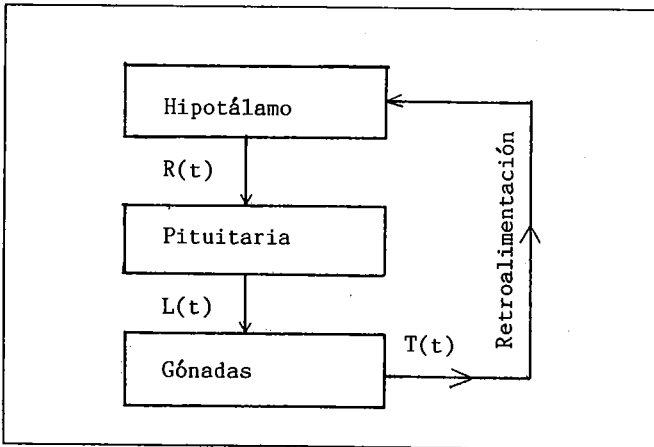 Hipotálamo
R(t)
Pituitaria
L(t)
Gónadas
T(t)
Retroalimentación